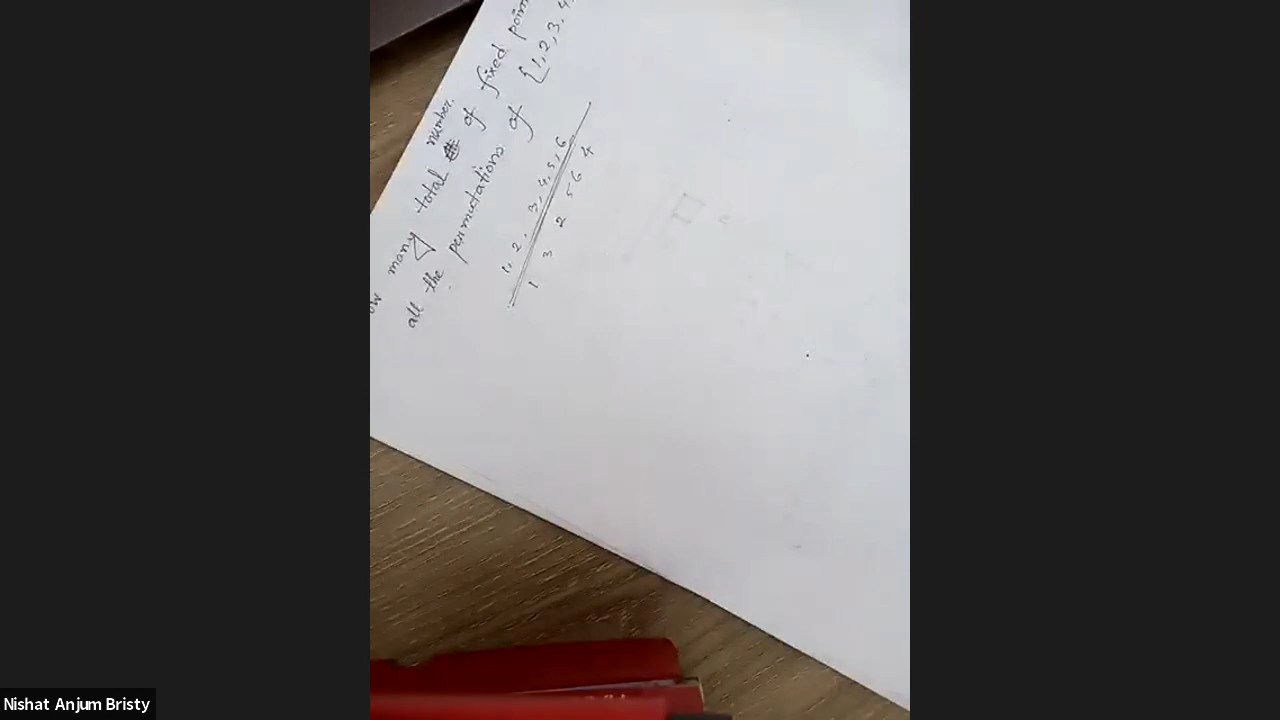 many total number of fixed
all the permutations of {1, 2, 3, 4,
1, 2, 3, 4, 5, 6
1 3 2 5 6 4
Nishat Anjum Bristy